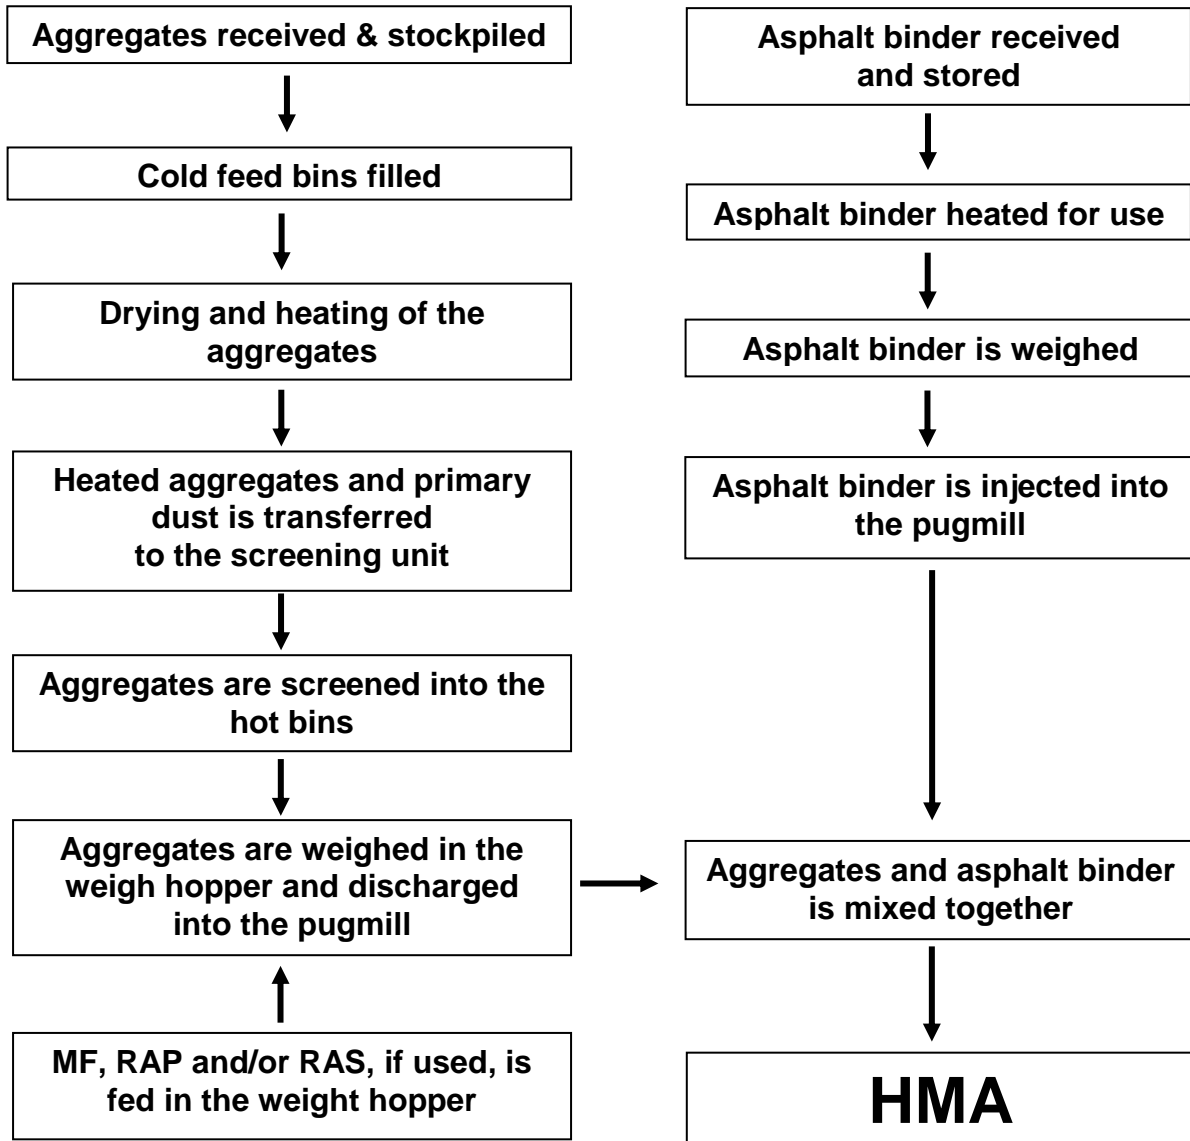 Aggregates received & stockpiled
Cold feed bins filled
Drying and heating of the
aggregates
Heated aggregates and primary
dust is transferred
to the screening unit
Aggregates are screened into the
hot bins
Aggregates are weighed in the
weigh hopper and discharged
into the pugmill
MF, RAP and/or RAS, if used, is
fed in the weight hopper
Asphalt binder received
and stored
Asphalt binder heated for use
Asphalt binder is weighed
Asphalt binder is injected into
the pugmill
Aggregates and asphalt binder
is mixed together
HMA